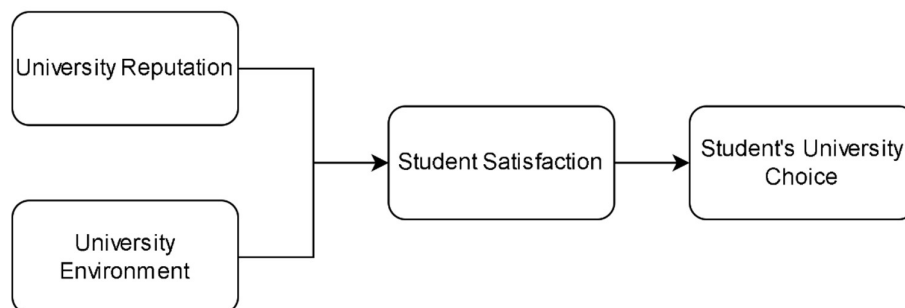 University Reputation
Student Satisfaction
Student's University
Choice
University
Environment